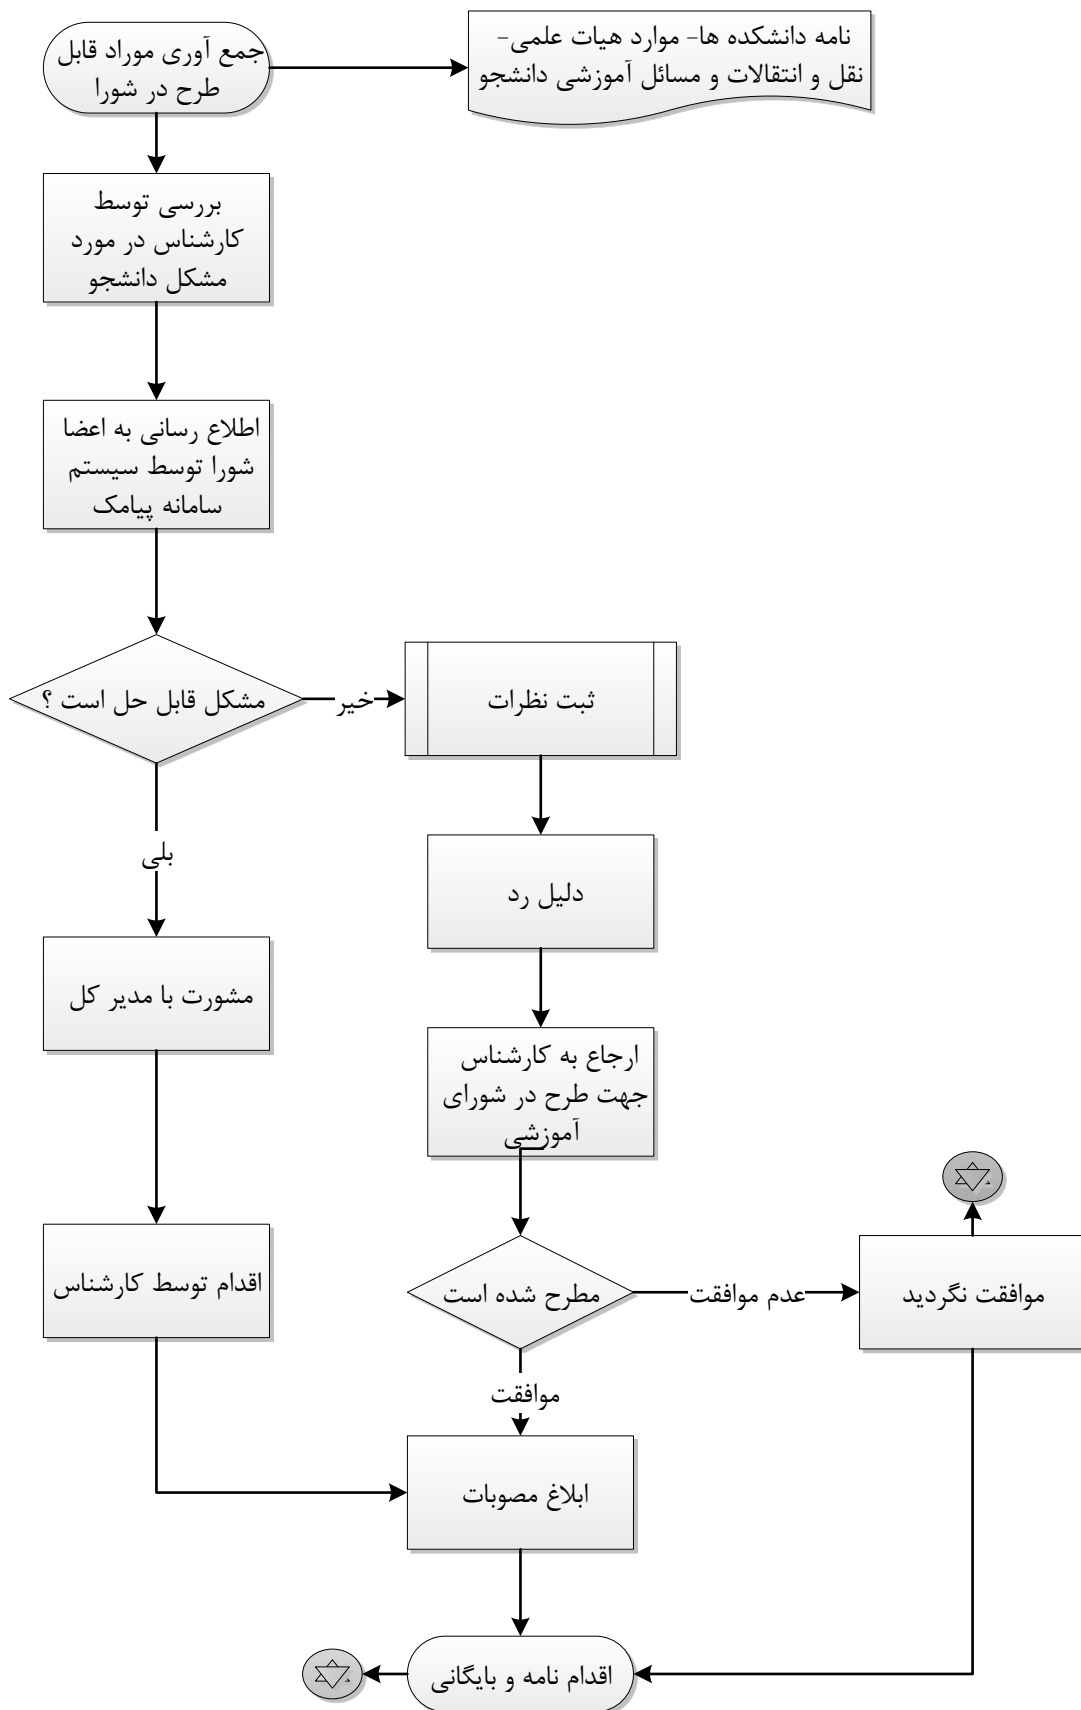 جمع آوری موراد قابل
طرح در شورا
نامه دانشکده ها- موارد هیات علمی-
نقل و انتقالات و مسائل آموزشی دانشجو
بررسی توسط
کارشناس در مورد
مشکل دانشجو
اطلاع رسانی به اعضا
شورا توسط سیستم
سامانه پیامک
مشکل قابل حل است ؟
خیر
ثبت نظرات
بلی
دلیل رد
مشورت با مدیر کل
ارجاع به کارشناس
جهت طرح در شورای
آموزشی
اقدام توسط کارشناس
مطرح شده است
عدم موافقت
موافقت نگردید
موافقت
ابلاغ مصوبات
اقدام نامه و بایگانی